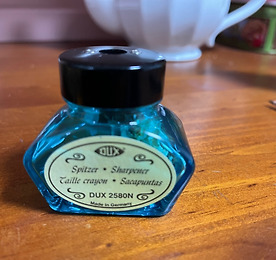 DUX
Spitzer • Sharpener
Taille crayon • Sacapuntas
DUX 2580N
Made in Germany